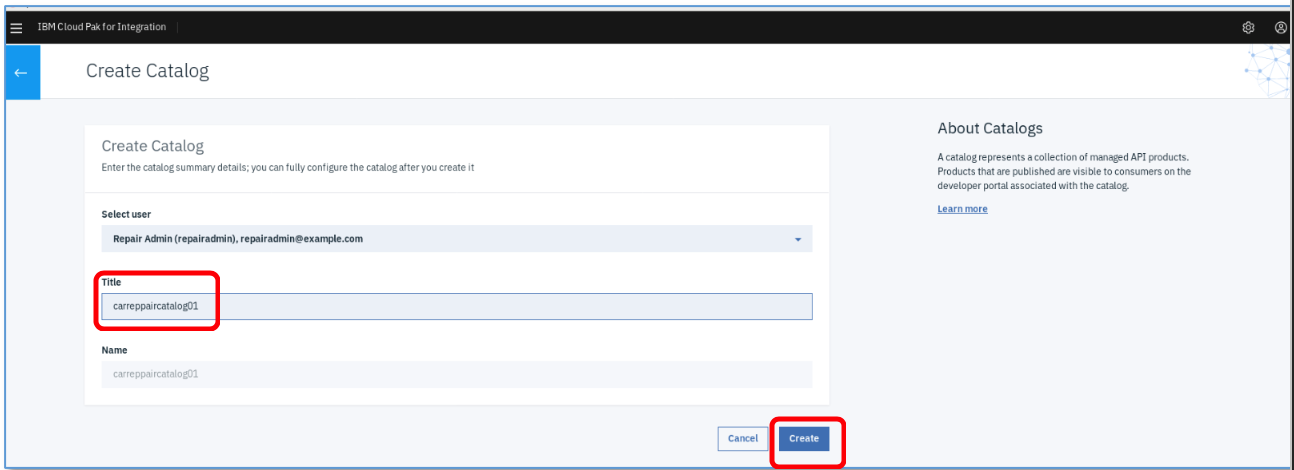 IBM Cloud Pak for Integration
Create Catalog
Create Catalog
Enter the catalog summary details; you can fully configure the catalog after you create it
Select user
Repair Admin (repairadmin), repairadmin@example.com
Title
carreppaircatalog01
Name
carreppaircatalog01
Cancel
Create
About Catalogs
A catalog represents a collection of managed API products.
Products that are published are visible to consumers on the
developer portal associated with the catalog.
Learn more